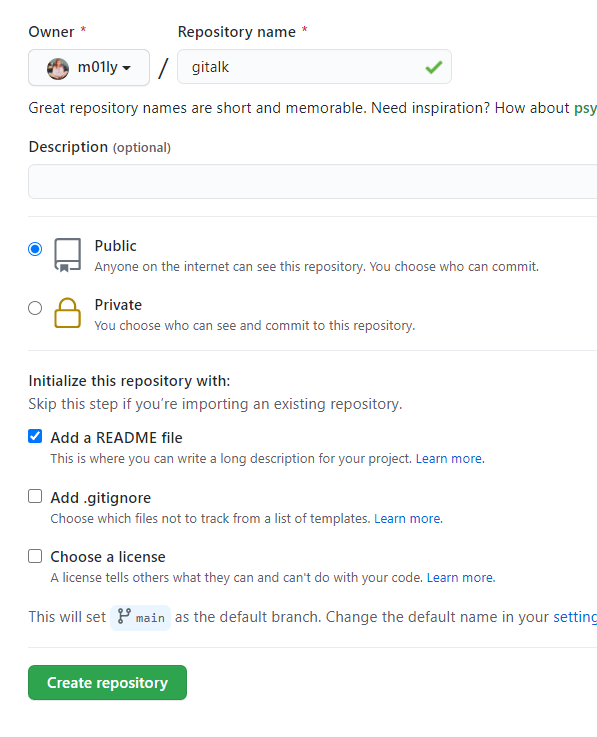 Owner * Repository name *
m01ly / gitalk
Great repository names are short and memorable. Need inspiration? How about psy
Description (optional)
Public
Anyone on the internet can see this repository. You choose who can commit.
Private
You choose who can see and commit to this repository.
Initialize this repository with:
Skip this step if you’re importing an existing repository.
Add a README file
This is where you can write a long description for your project. Learn more.
Add .gitignore
Choose which files not to track from a list of templates. Learn more.
Choose a license
A license tells others what they can and can't do with your code. Learn more.
This will set main as the default branch. Change the default name in your setting
Create repository